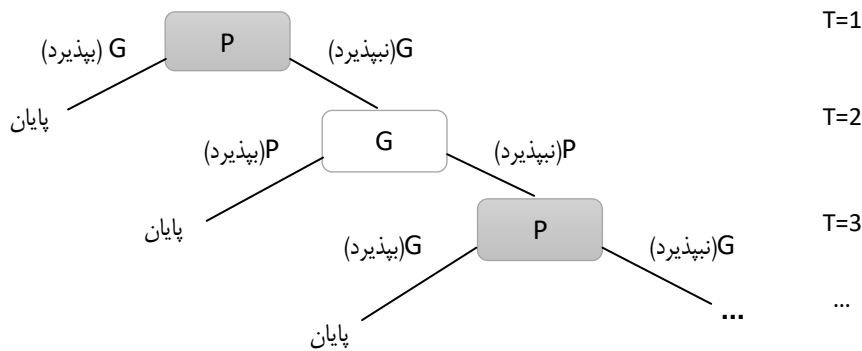 T=1
P
G (بپذیرد)
G(نپذیرد)
پایان
T=2
G
P(بپذیرد)
P(نپذیرد)
پایان
T=3
P
G(بپذیرد)
G(نپذیرد)
پایان
...
...